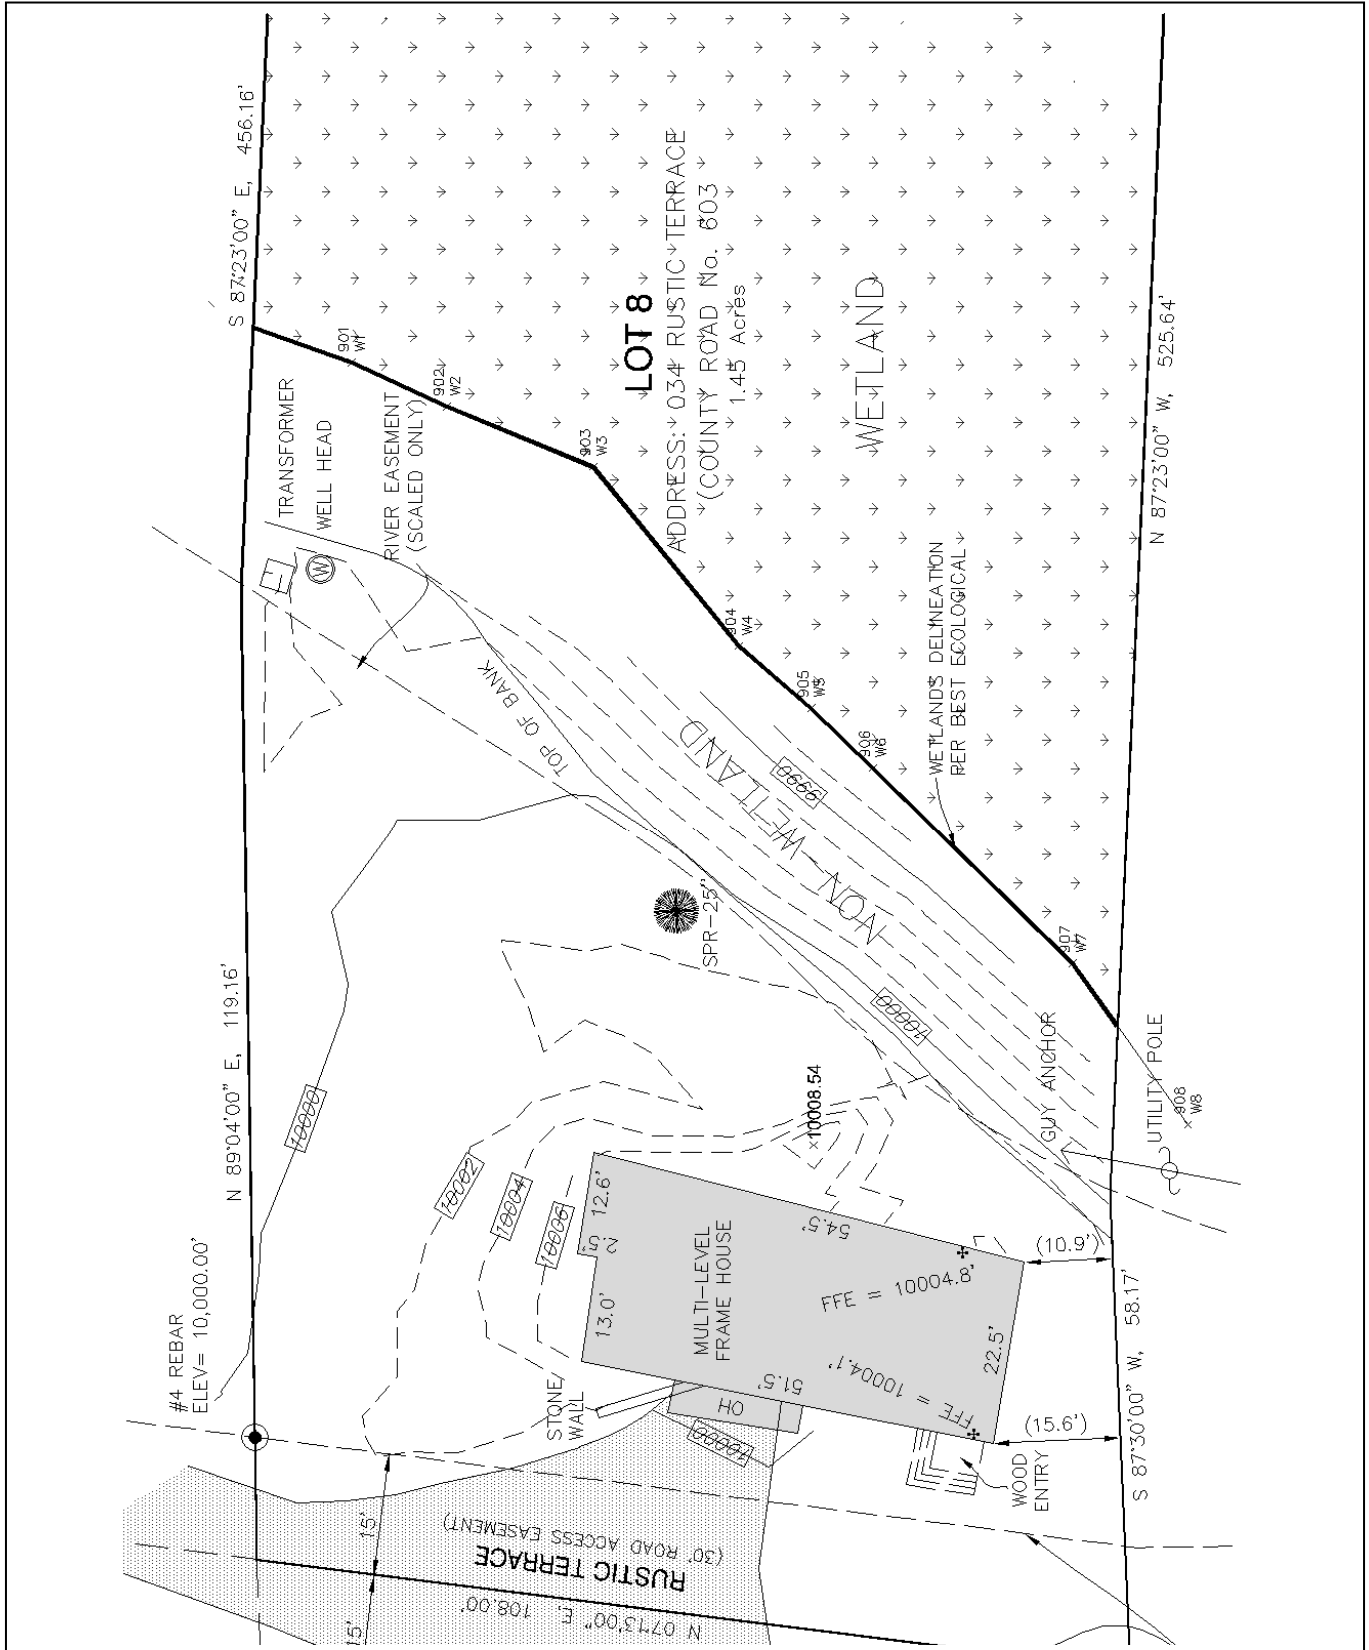 S 87°23'00" E, 456.16'
901
W1
902
W2
903
W3
LOT 8
ADDRESS: 034 RUSTIC TERRACE
(COUNTY ROAD No. 603
1.45 Acres
WETLAND
N 87°23'00" W, 525.64'
TRANSFORMER
WELL HEAD
RIVER EASEMENT
(SCALED ONLY)
W
904
W4
905
W5
906
W6
WETLANDS DELINEATION
PER BEST ECOLOGICAL
TOP OF BANK
NON-WETLAND
9990
SPR-25"
907
W7
10000
N 89°04'00" E, 119.16'
10000
GUY ANCHOR
UTILITY POLE
908
W8
×10008.54
10002
10004
10006
12.6'
2.5'
13.0'
54.5'
MULTI-LEVEL
FRAME HOUSE
FFE = 10004.8'
FFE = 10004.1'
51.5'
22.5'
(10.9')
(15.6')
S 87°30'00" W, 58.17'
#4 REBAR
ELEV= 10,000.00'
STONE
WALL
OH
10000
WOOD
ENTRY
15'
15'
(30' ROAD ACCESS EASEMENT)
RUSTIC TERRACE
N 07°13'00" E, 108.00'